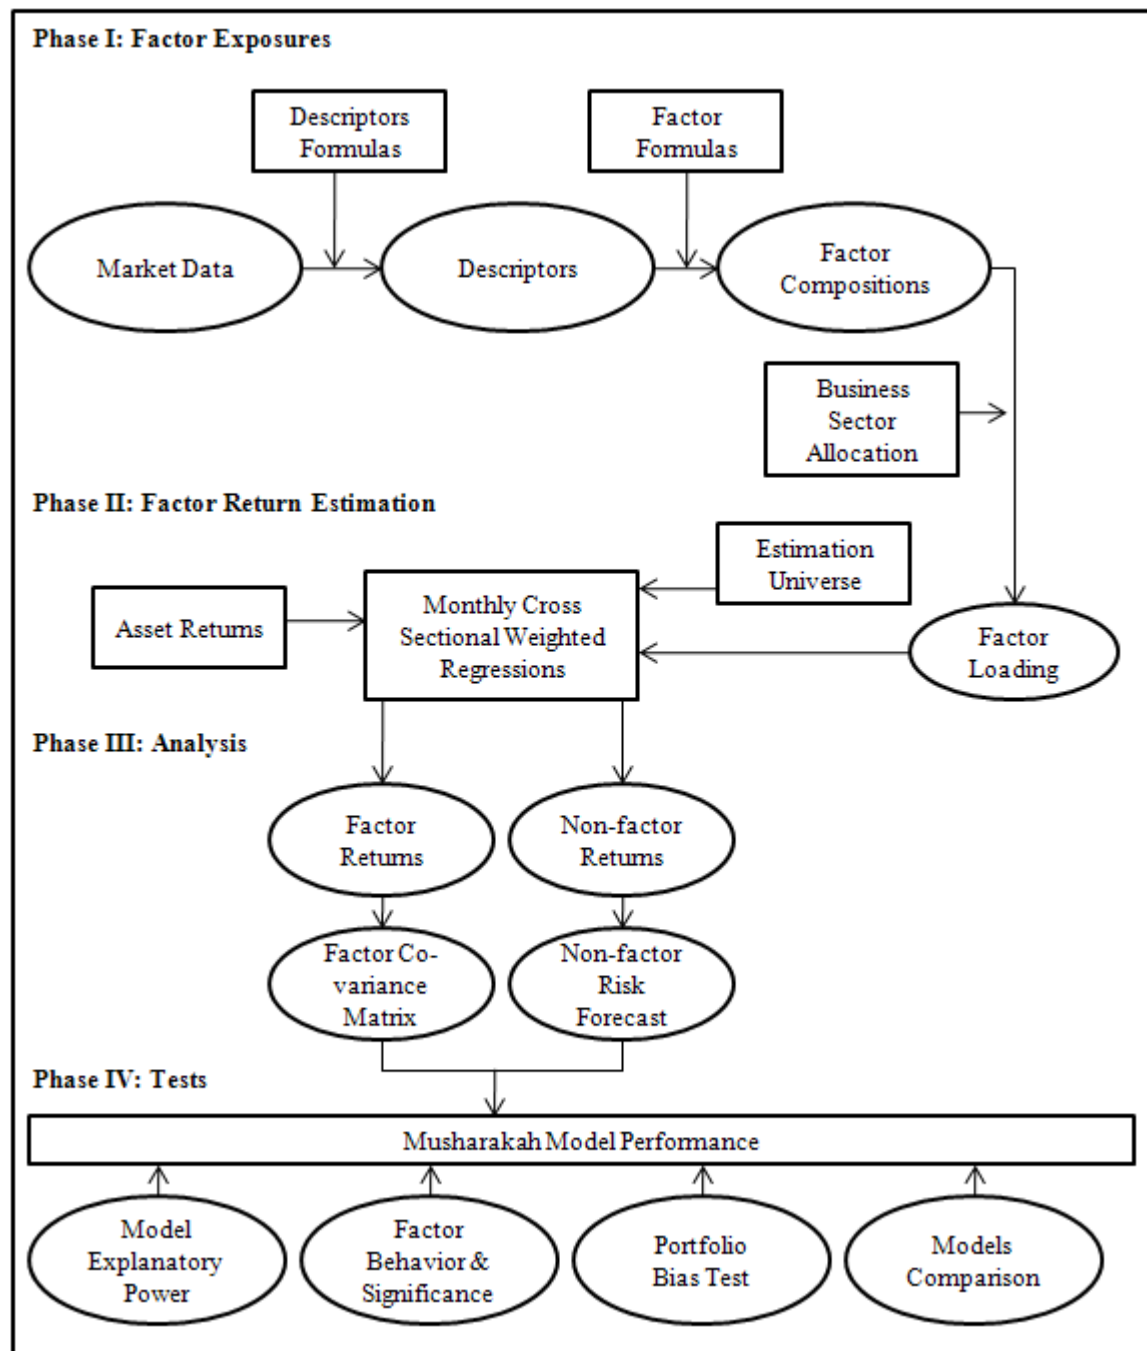 Phase I: Factor Exposures
Descriptors
Formulas
Factor
Formulas
Market Data
Descriptors
Factor
Compositions
Business
Sector
Allocation
Phase II: Factor Return Estimation
Estimation
Universe
Asset Returns
Monthly Cross
Sectional Weighted
Regressions
Factor
Loading
Phase III: Analysis
Factor
Returns
Non-factor
Returns
Factor Co-
variance
Matrix
Non-factor
Risk
Forecast
Phase IV: Tests
Musharakah Model Performance
Model
Explanatory
Power
Factor
Behavior &
Significance
Portfolio
Bias Test
Models
Comparison